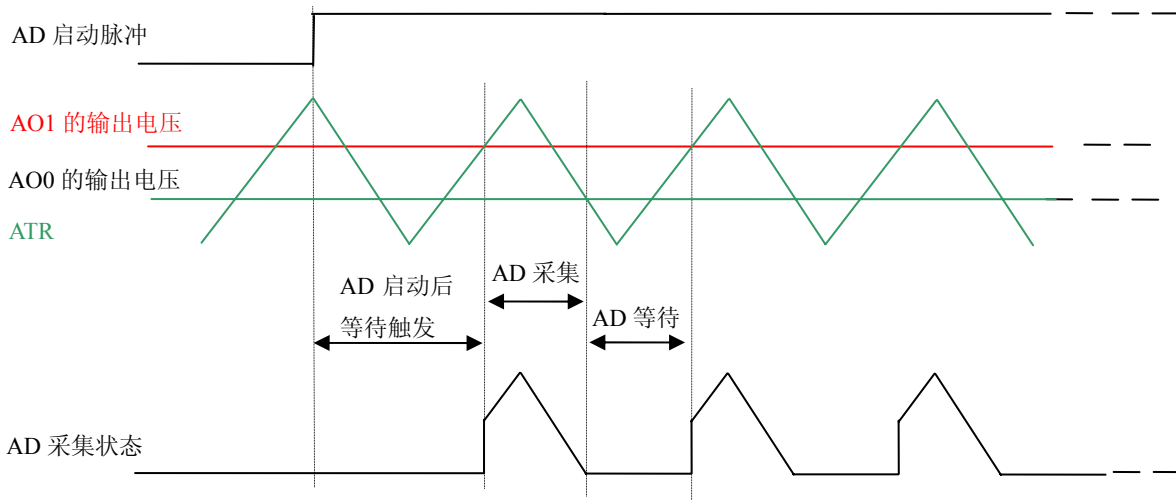 AD 启动脉冲
AO1 的输出电压
AO0 的输出电压
ATR
AD 启动后
等待触发
AD 采集
AD 等待
AD 采集状态